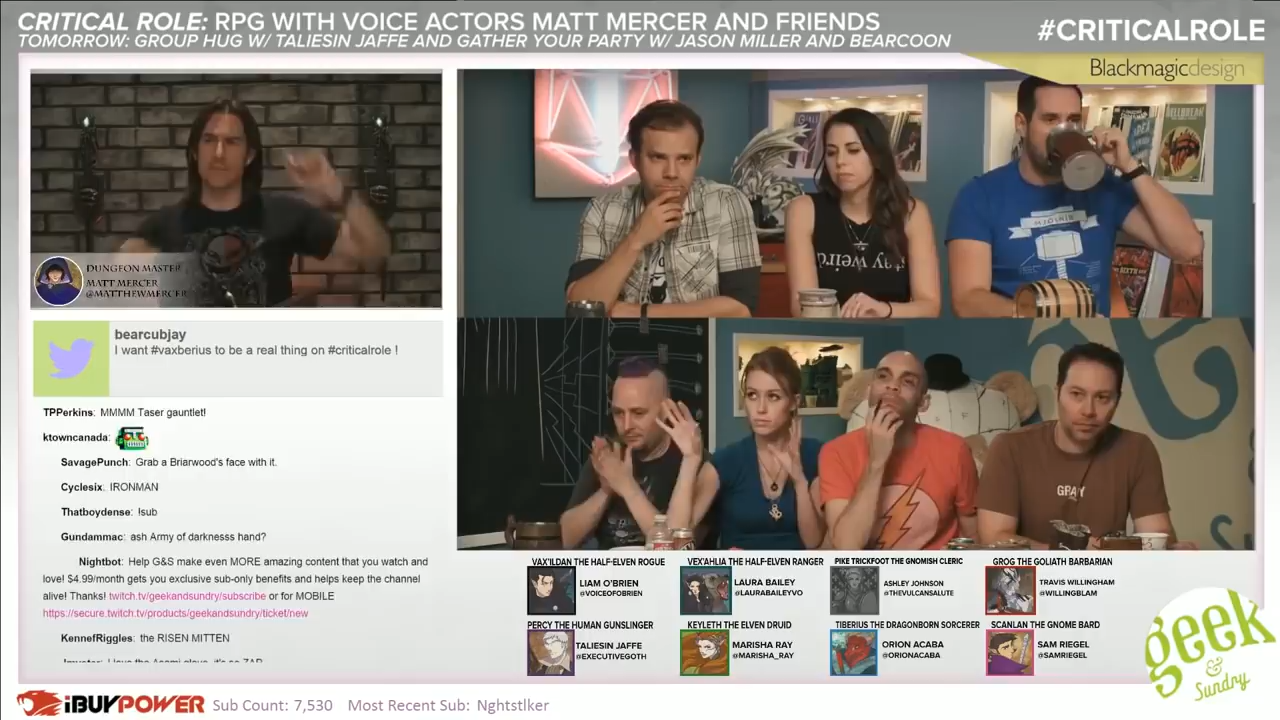 CRITICAL ROLE: RPG WITH VOICE ACTORS MATT MERCER AND FRIENDS
TOMORROW: GROUP HUG W/ TALIESIN JAFFE AND GATHER YOUR PARTY W/ JASON MILLER AND BEARCOON
#CRITICALROLE
Blackmagicdesign
DUNGEON MASTER
MATT MERCER
@MATTHEWMERCER
stay weird
MJOLNIR
HELLBREAK
bearcubjay
I want #vaxberius to be a real thing on #criticalrole !
TPPerkins: MMMM Taser gauntlet!
ktowncanada:
SavagePunch: Grab a Briarwood's face with it.
Cyclesix: IRONMAN
Thatboydense: !sub
Gundammac: ash Army of darknesss hand?
Nightbot: Help G&S make even MORE amazing content that you watch and
love! $4.99/month gets you exclusive sub-only benefits and helps keep the channel
alive! Thanks! twitch.tv/geekandsundry/subscribe or for MOBILE
https://secure.twitch.tv/products/geekandsundry/ticket/new
KennefRiggles: the RISEN MITTEN
GRAY
VAX'ILDAN THE HALF-ELVEN ROGUE
LIAM O'BRIEN
@VOICEOFOBRIEN
VEX'AHLIA THE HALF-ELVEN RANGER
LAURA BAILEY
@LAURABAILEYVO
PIKE TRICKFOOT THE GNOMISH CLERIC
ASHLEY JOHNSON
@THEVULCANSALUTE
GROG THE GOLIATH BARBARIAN
TRAVIS WILLINGHAM
@WILLINGBLAM
PERCY THE HUMAN GUNSLINGER
TALIESIN JAFFE
@EXECUTIVEGOTH
KEYLETH THE ELVEN DRUID
MARISHA RAY
@MARISHA_RAY
TIBERIUS THE DRAGONBORN SORCERER
ORION ACABA
@ORIONACABA
SCANLAN THE GNOME BARD
SAM RIEGEL
@SAMRIEGEL
geek
&
Sundry
iBUYPOWER
Sub Count: 7,530 Most Recent Sub: Nghtstlker